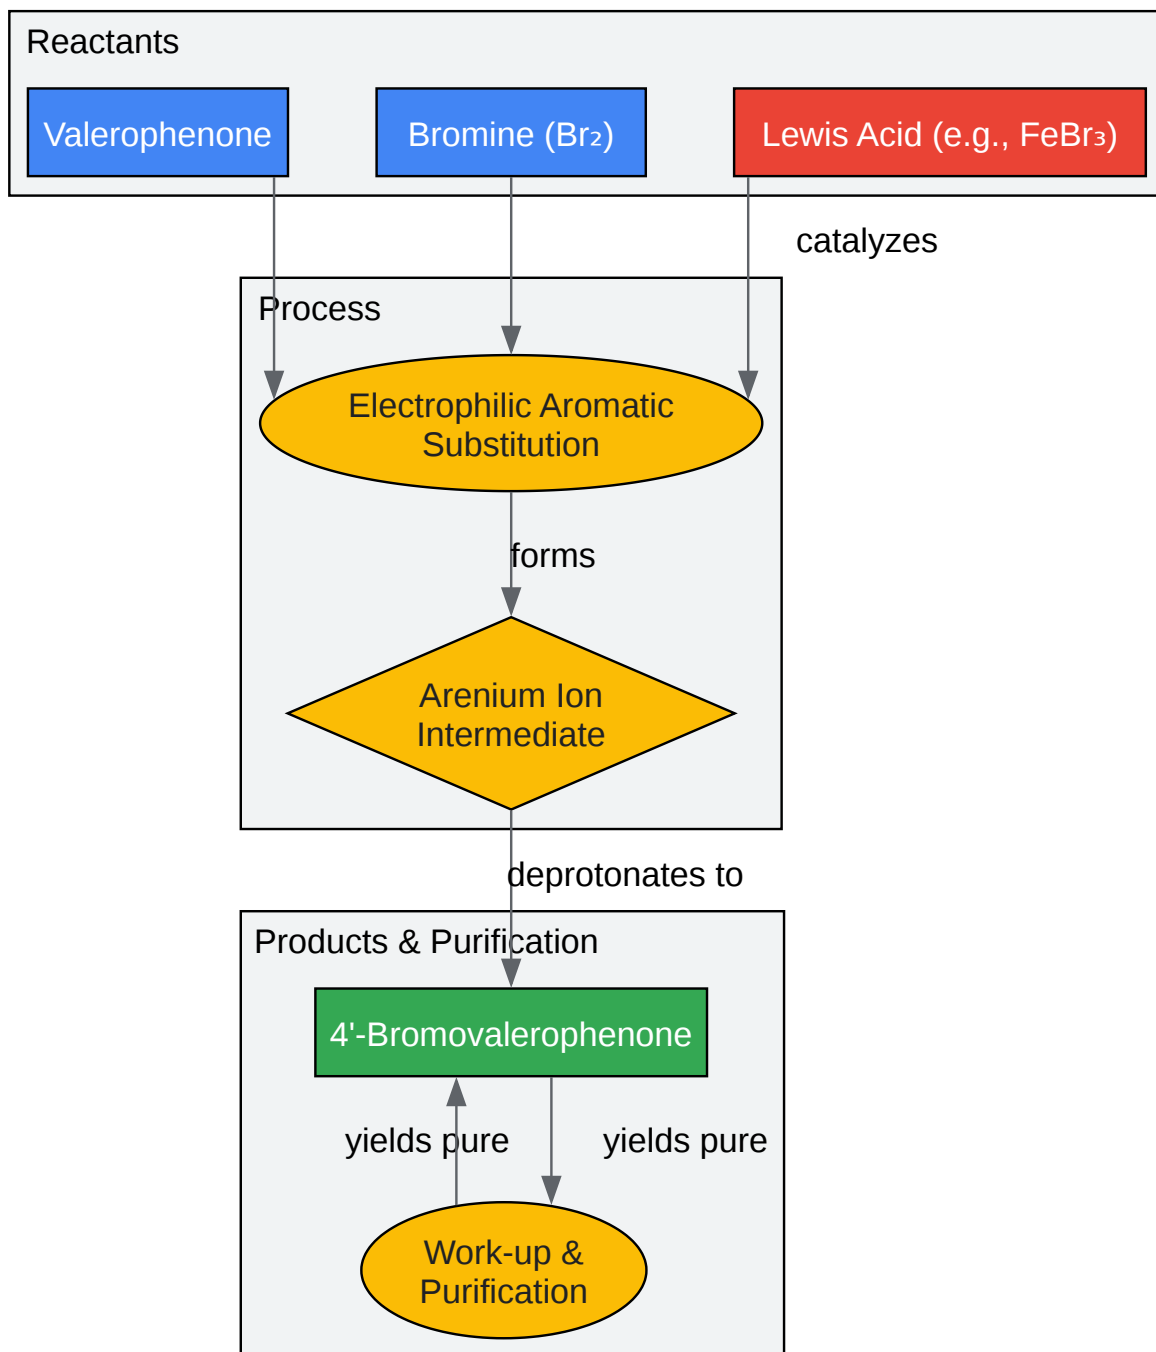 Reactants
Valerophenone
Bromine (Br₂)
Lewis Acid (e.g., FeBr₃)
catalyzes
Process
Electrophilic Aromatic
Substitution
forms
Arenium Ion
Intermediate
deprotonates to
Products & Purification
4'-Bromovalerophenone
yields pure
yields pure
Work-up &
Purification